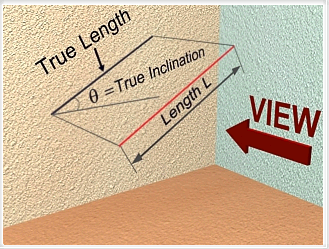 True Length
θ =True Inclination
Length L
VIEW